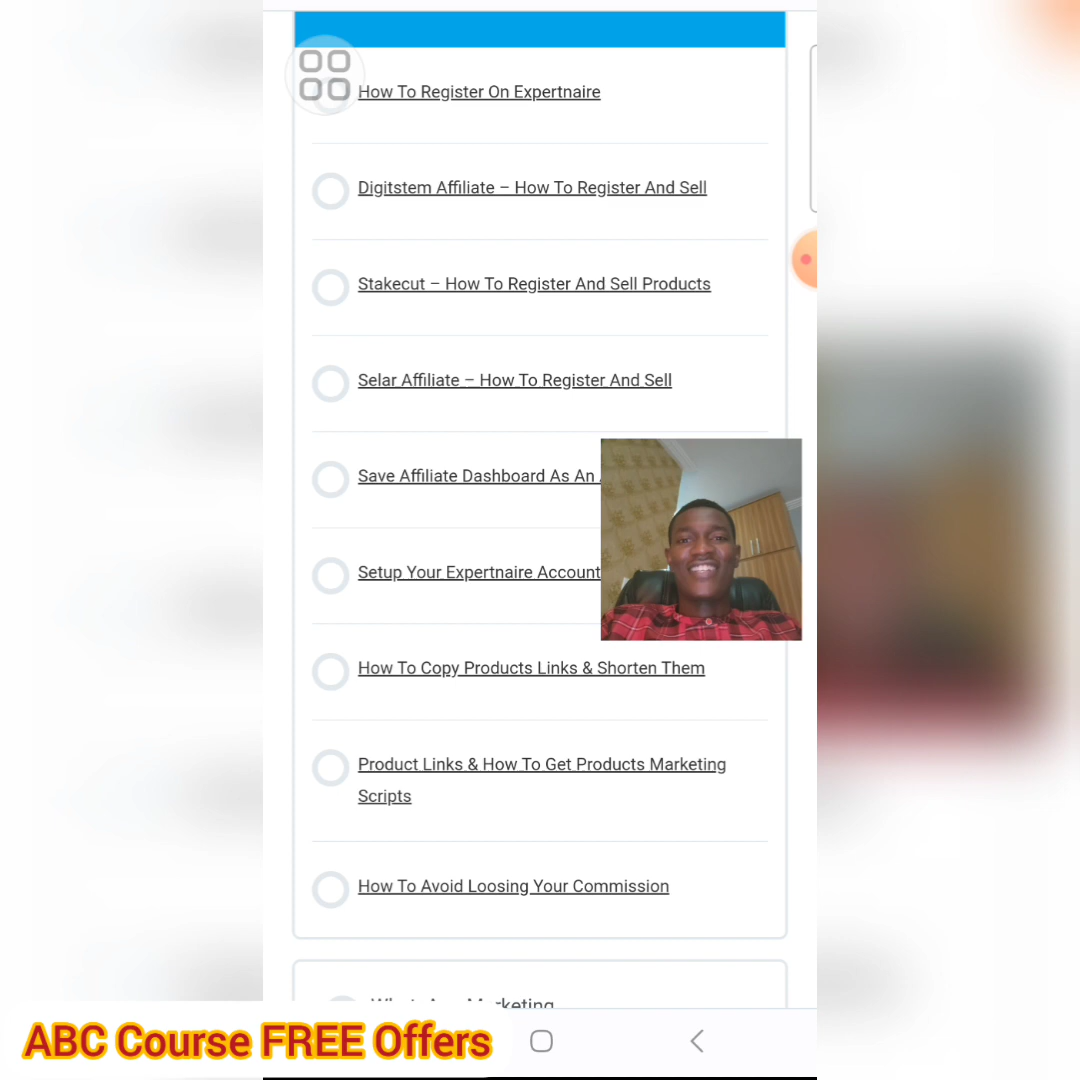 How To Register On Expertnaire
Digitstem Affiliate – How To Register And Sell
Stakecut – How To Register And Sell Products
Selar Affiliate – How To Register And Sell
Save Affiliate Dashboard As An
Setup Your Expertnaire Account
How To Copy Products Links & Shorten Them
Product Links & How To Get Products Marketing
Scripts
How To Avoid Loosing Your Commission
ABC Course FREE Offers